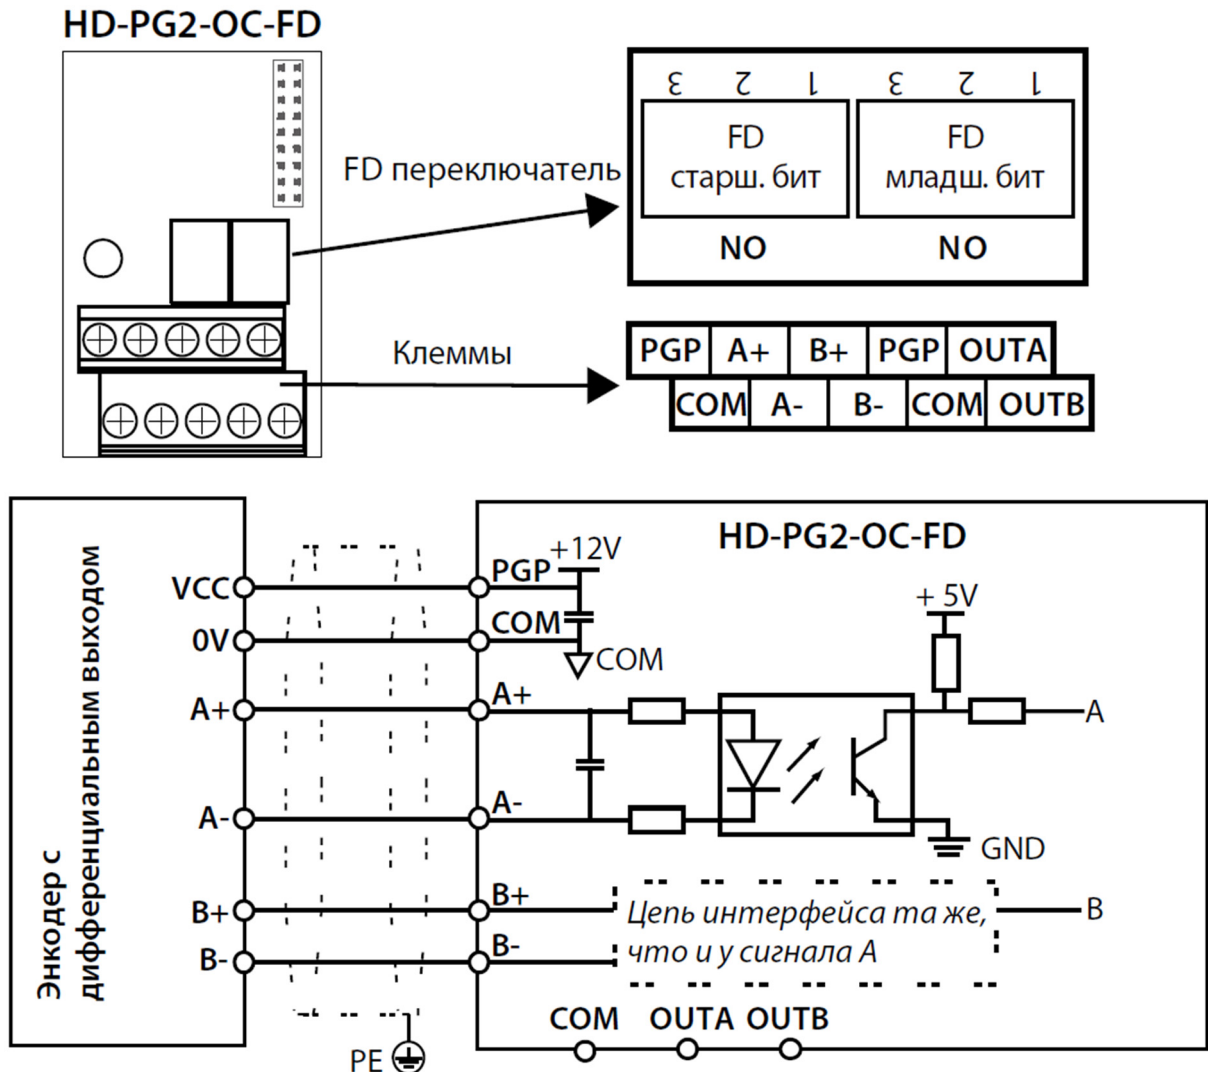 HD-PG2-OC-FD
3 2 1 3 2 1
FD
старш. бит
FD
младш. бит
NO NO
FD переключатель
Клеммы
PGP A+ B+ PGP OUTA
COM A- B- COM OUTB
Энкодер с
дифференциальным выходом
VCC
0V
A+
A-
B+
B-
PE
HD-PG2-OC-FD
PGP
+12V
COM
COM
A+
A-
+ 5V
A
GND
B+
B-
Цепь интерфейса та же,
что и у сигнала А
B
COM OUTA OUTB